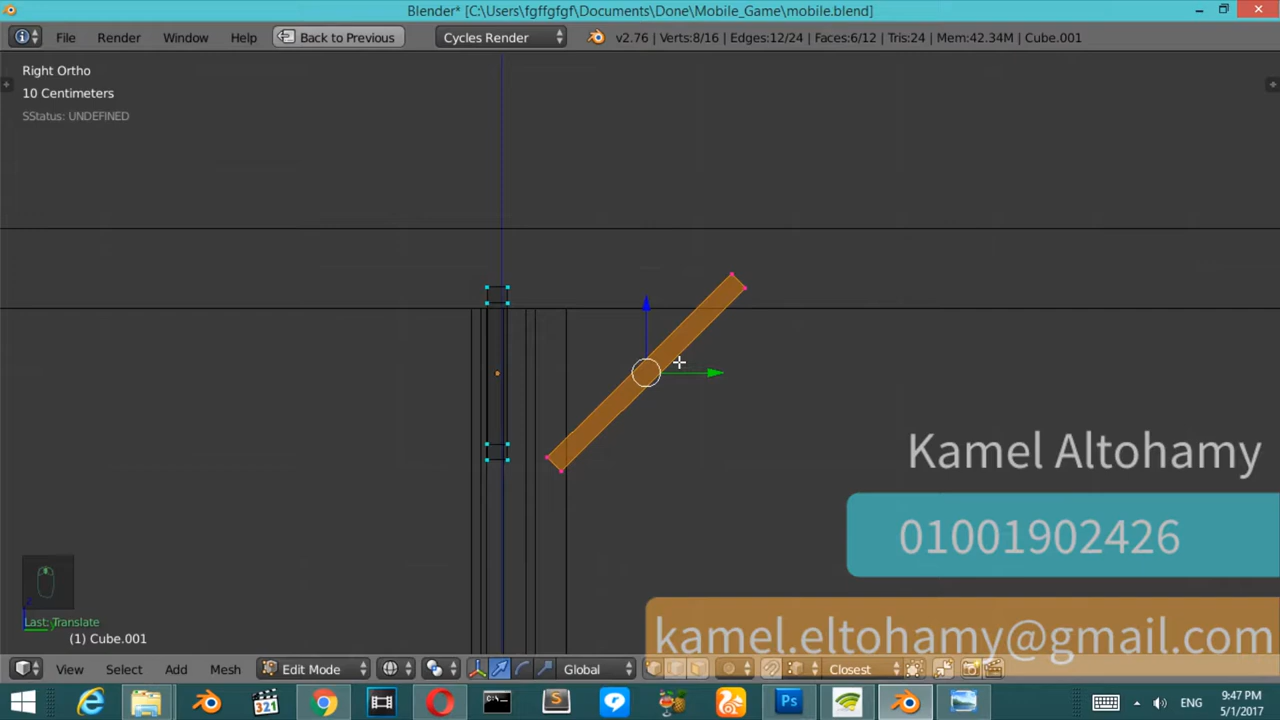 Blender* [C:\Users\fgffgfgf\Documents\Done\Mobile_Game\mobile.blend]
File Render Window Help Back to Previous Cycles Render v2.76 | Verts:8/16 | Edges:12/24 | Faces:6/12 | Tris:24 | Mem:42.34M | Cube.001
Right Ortho
10 Centimeters
SStatus: UNDEFINED
Kamel Altohamy
01001902426
kamel.eltohamy@gmail.com
Last: Translate
(1) Cube.001
View Select Add Mesh Edit Mode Global Closest
Ps
ENG
9:47 PM
5/1/2017